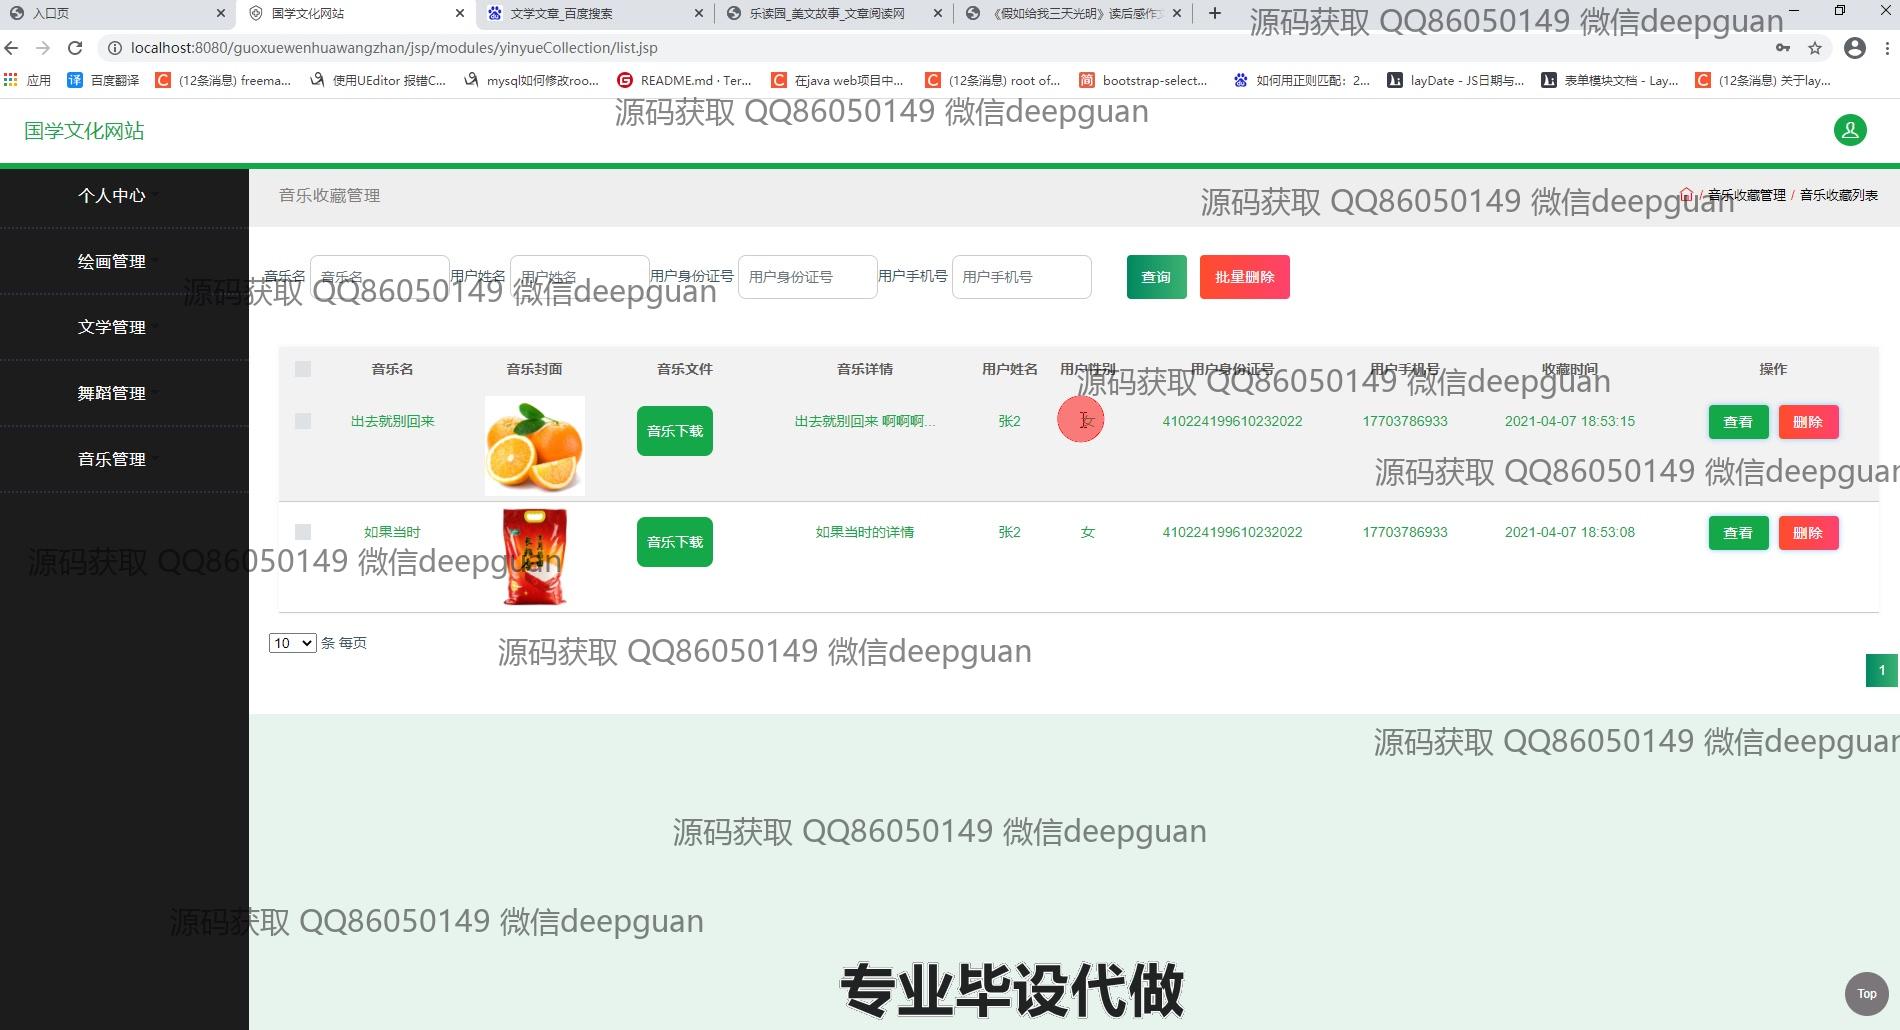 入口页
国学文化网站
文学文章_百度搜索
乐读园_美文故事_文章阅读网
《假如给我三天光明》读后感作文
源码获取 QQ86050149 微信deepguan
localhost:8080/guoxuewenhuawangzhan/jsp/modules/yinyueCollection/list.jsp
应用
百度翻译
(12条消息) freema...
使用UEditor 报错C...
mysql如何修改roo...
README.md · Ter...
在java web项目中...
(12条消息) root of...
bootstrap-select...
如何用正则匹配：2...
layDate - JS日期与...
表单模块文档 - Lay...
(12条消息) 关于lay...
源码获取 QQ86050149 微信deepguan
国学文化网站
个人中心
绘画管理
文学管理
舞蹈管理
音乐管理
音乐收藏管理
/ 音乐收藏管理 / 音乐收藏列表
源码获取 QQ86050149 微信deepguan
音乐名 音乐名 用户姓名 用户姓名 用户身份证号 用户身份证号 用户手机号 用户手机号 查询 批量删除
源码获取 QQ86050149 微信deepguan
音乐名 音乐封面 音乐文件 音乐详情 用户姓名 用户性别 用户身份证号 用户手机号 收藏时间 操作
源码获取 QQ86050149 微信deepguan
出去就别回来 音乐下载 出去就别回来 啊啊啊... 张2 女 410224199610232022 17703786933 2021-04-07 18:53:15 查看 删除
源码获取 QQ86050149 微信deepguan
如果当时 音乐下载 如果当时的详情 张2 女 410224199610232022 17703786933 2021-04-07 18:53:08 查看 删除
源码获取 QQ86050149 微信deepguan
10 条 每页
源码获取 QQ86050149 微信deepguan
1
源码获取 QQ86050149 微信deepguan
源码获取 QQ86050149 微信deepguan
源码获取 QQ86050149 微信deepguan
专业毕设代做
Top